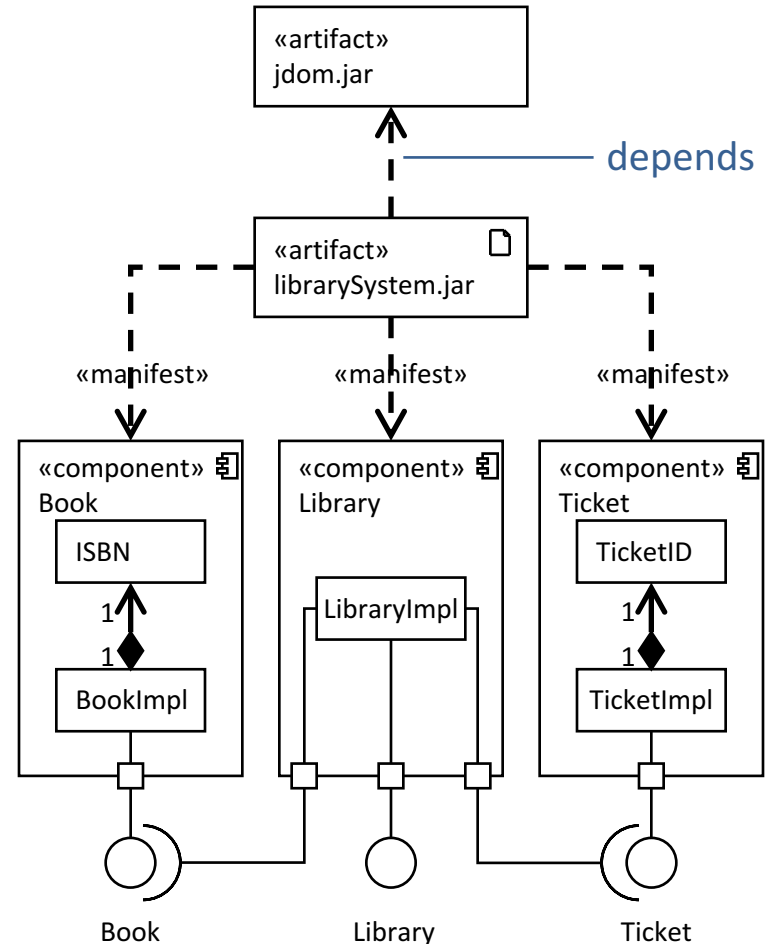 «artifact»
jdom.jar
depends
«artifact»
librarySystem.jar
«manifest» «manifest» «manifest»
«component»
Book
ISBN
1
1
BookImpl
«component»
Library
LibraryImpl
«component»
Ticket
TicketID
1
1
TicketImpl
Book Library Ticket